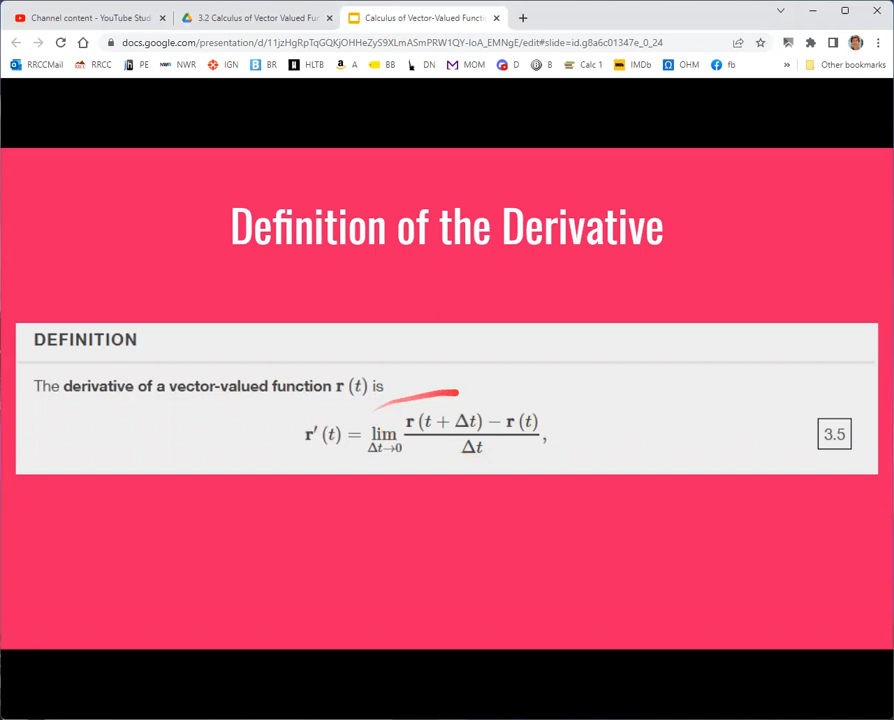 Channel content - YouTube Stud
3.2 Calculus of Vector Valued Func
Calculus of Vector-Valued Functi
docs.google.com/presentation/d/11jzHgRpTqGQKjOHHeZyS9XLmASmPRW1QY-IoA_EMNgE/edit#slide=id.g8a6c01347e_0_24
RRCCMail RRCC PE NWR IGN BR HLTB A BB DN MOM D B Calc 1 IMDb OHM fb » Other bookmarks
Definition of the Derivative
DEFINITION
The derivative of a vector-valued function r (t) is
r′ (t) = lim Δt→0 r (t + Δt) − r (t) / Δt,
3.5